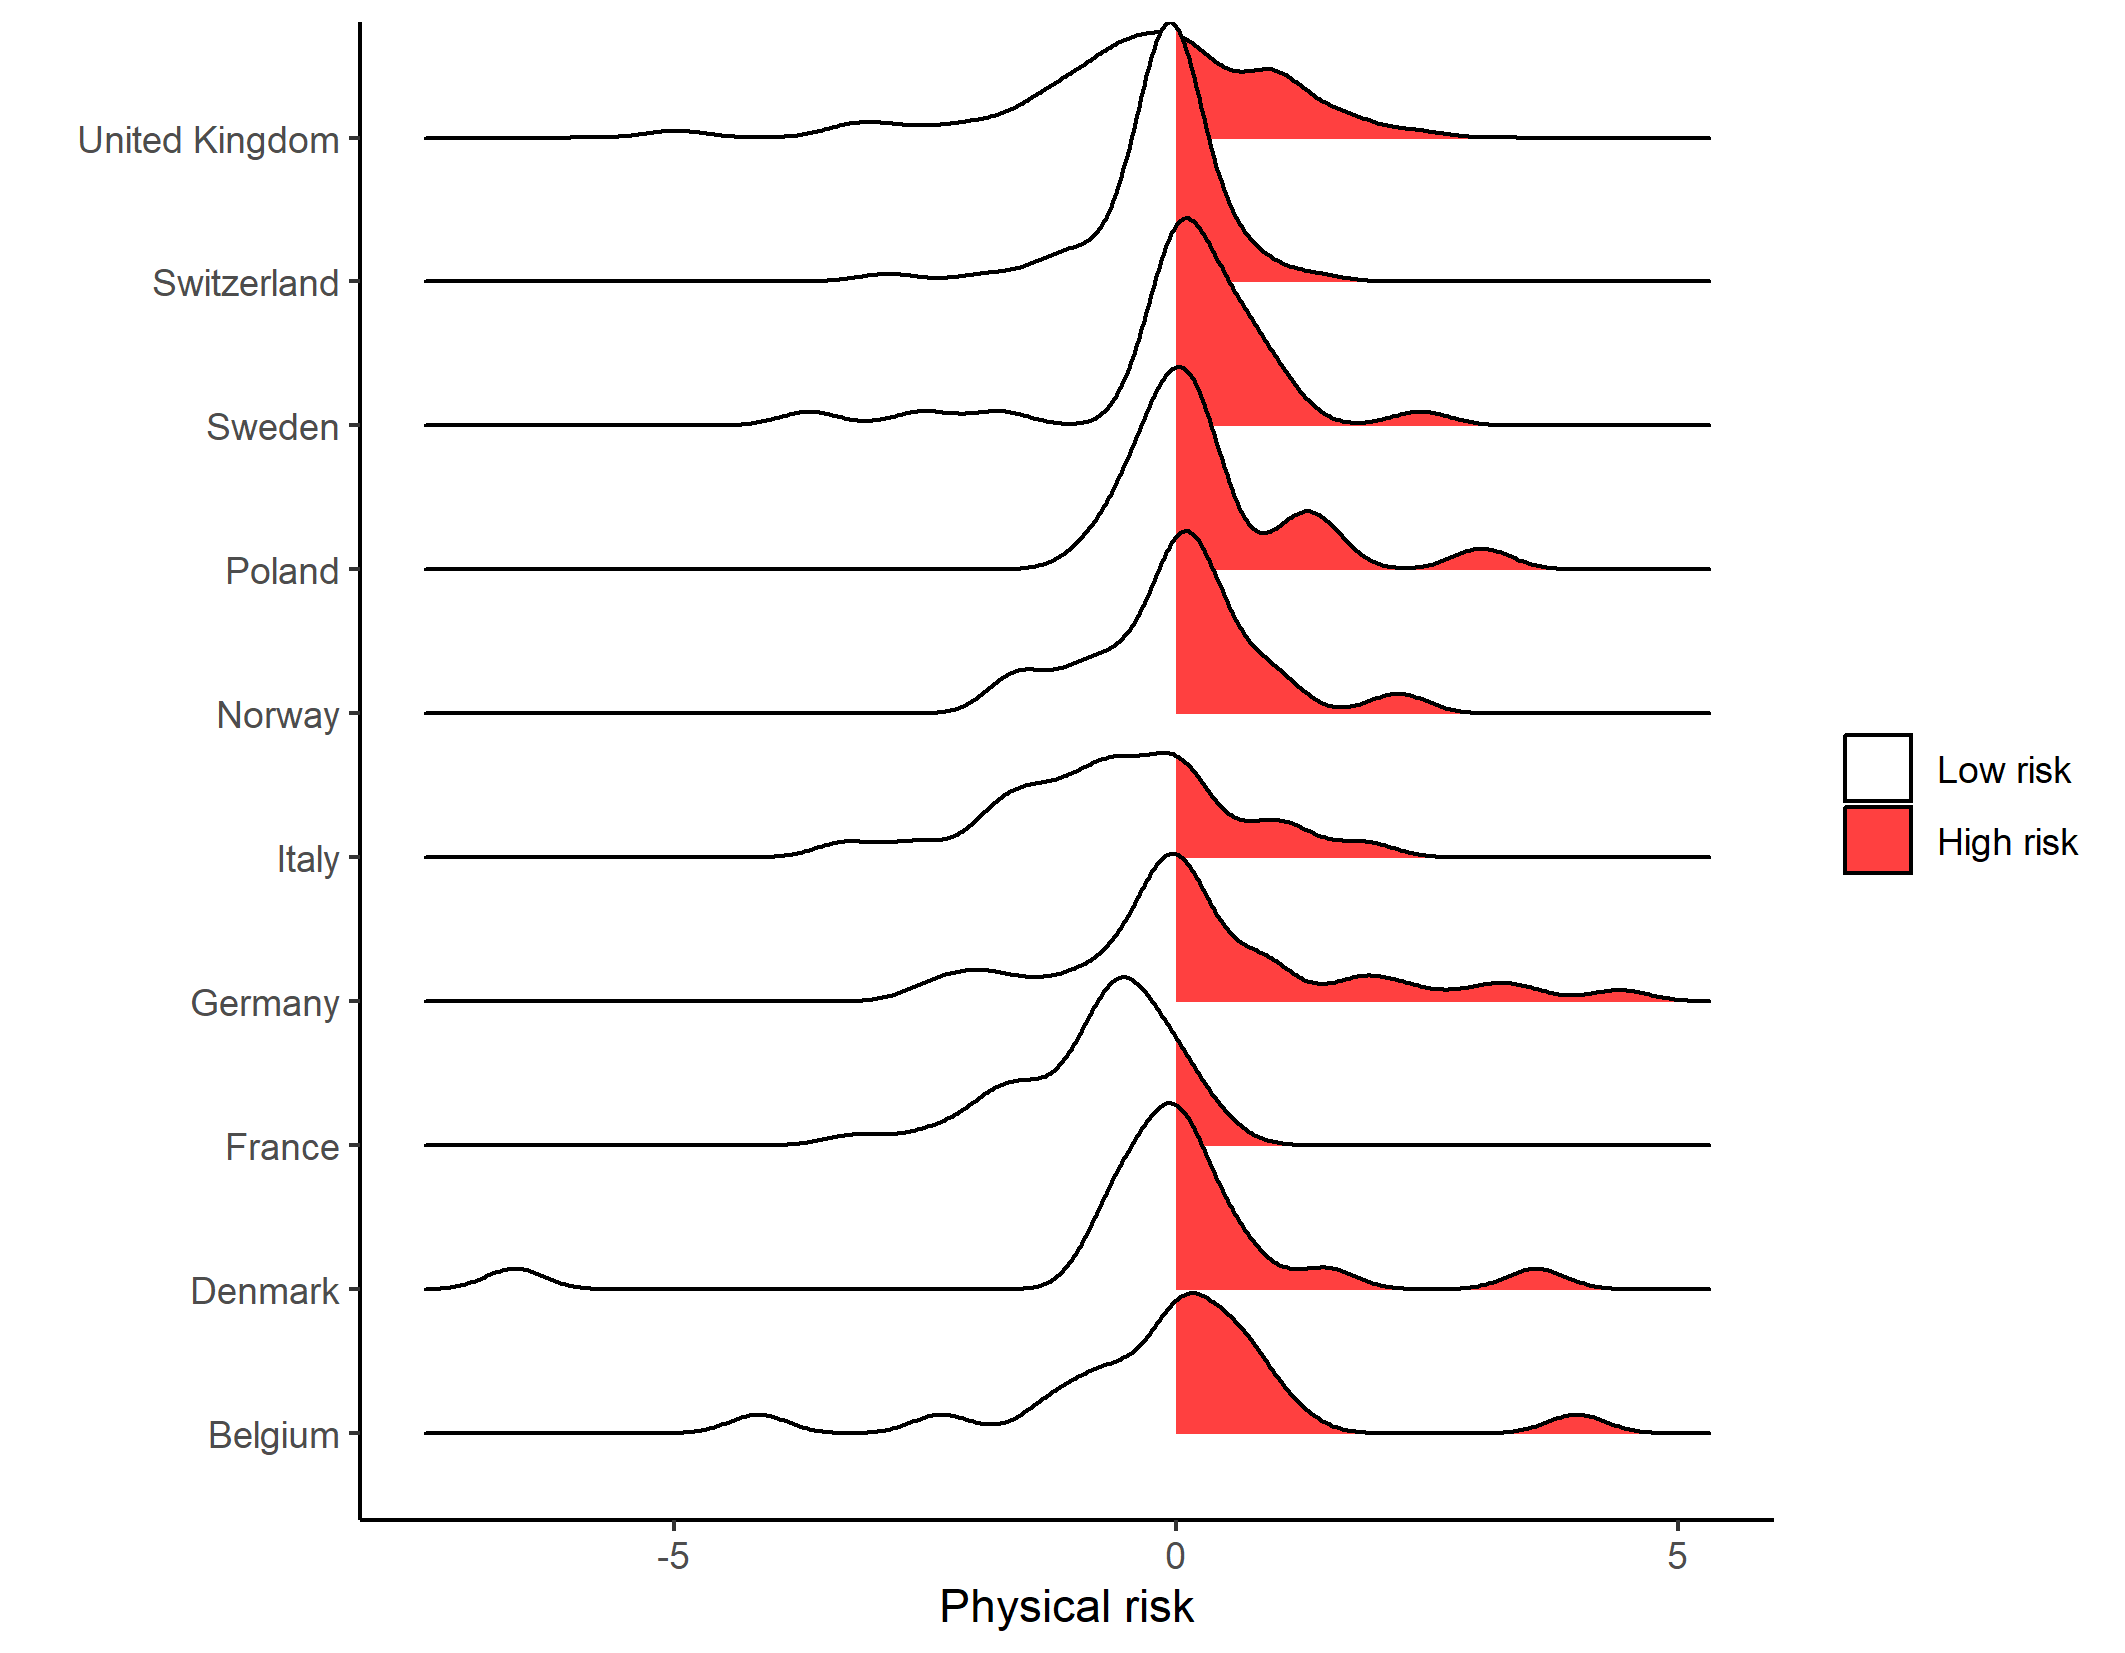 United Kingdom
Switzerland
Sweden
Poland
Norway
Italy
Germany
France
Denmark
Belgium
-5 0 5
Physical risk
Low risk
High risk